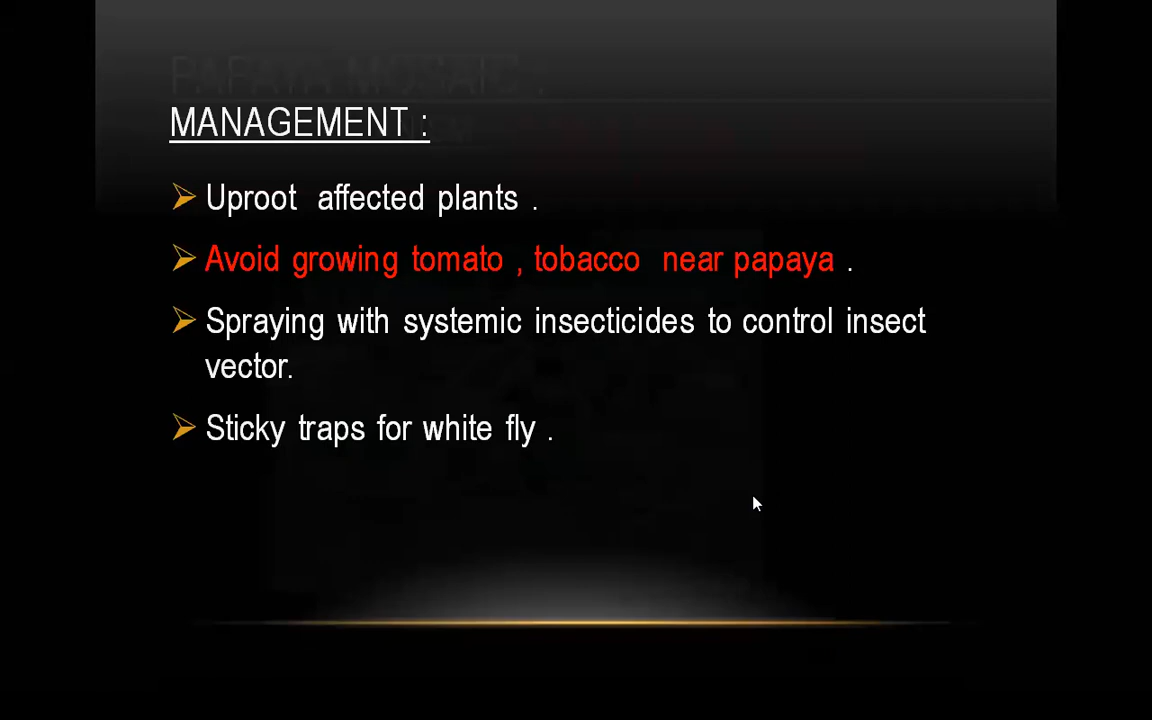 PAPAYA MOSAIC :
MANAGEMENT :
Uproot affected plants .
Avoid growing tomato , tobacco near papaya .
Spraying with systemic insecticides to control insect
vector.
Sticky traps for white fly .